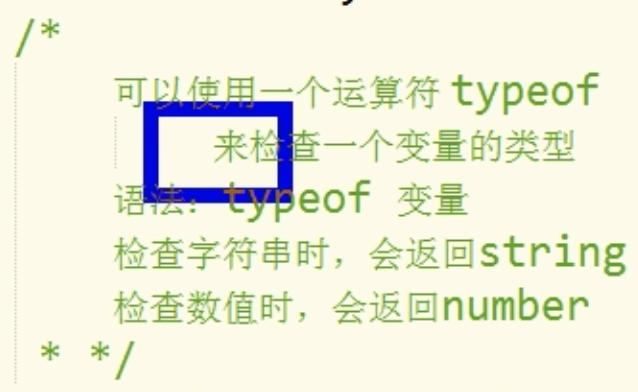 /*
可以使用一个运算符 typeof
来检查一个变量的类型
语法：typeof 变量
检查字符串时，会返回string
检查数值时，会返回number
* */